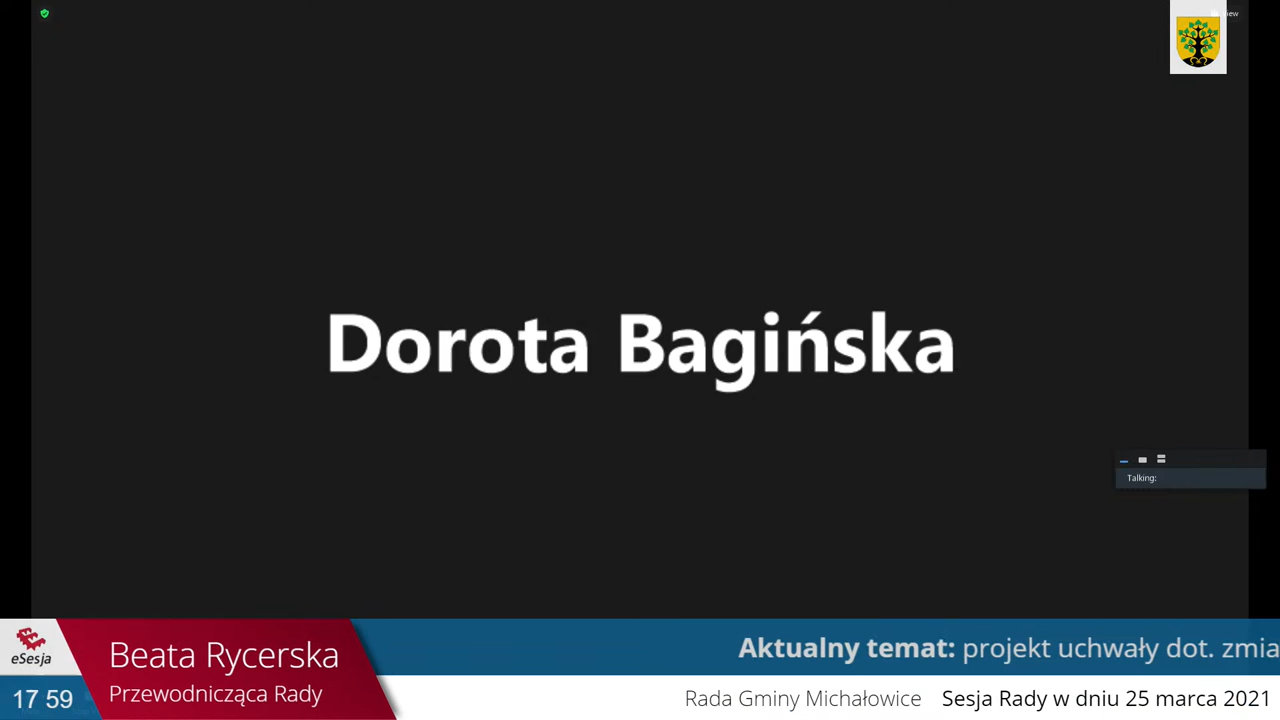 Dorota Bagińska
Talking:
eSesja
Beata Rycerska
Przewodnicząca Rady
17 59
Aktualny temat: projekt uchwały dot. zmia
Rada Gminy Michałowice Sesja Rady w dniu 25 marca 2021